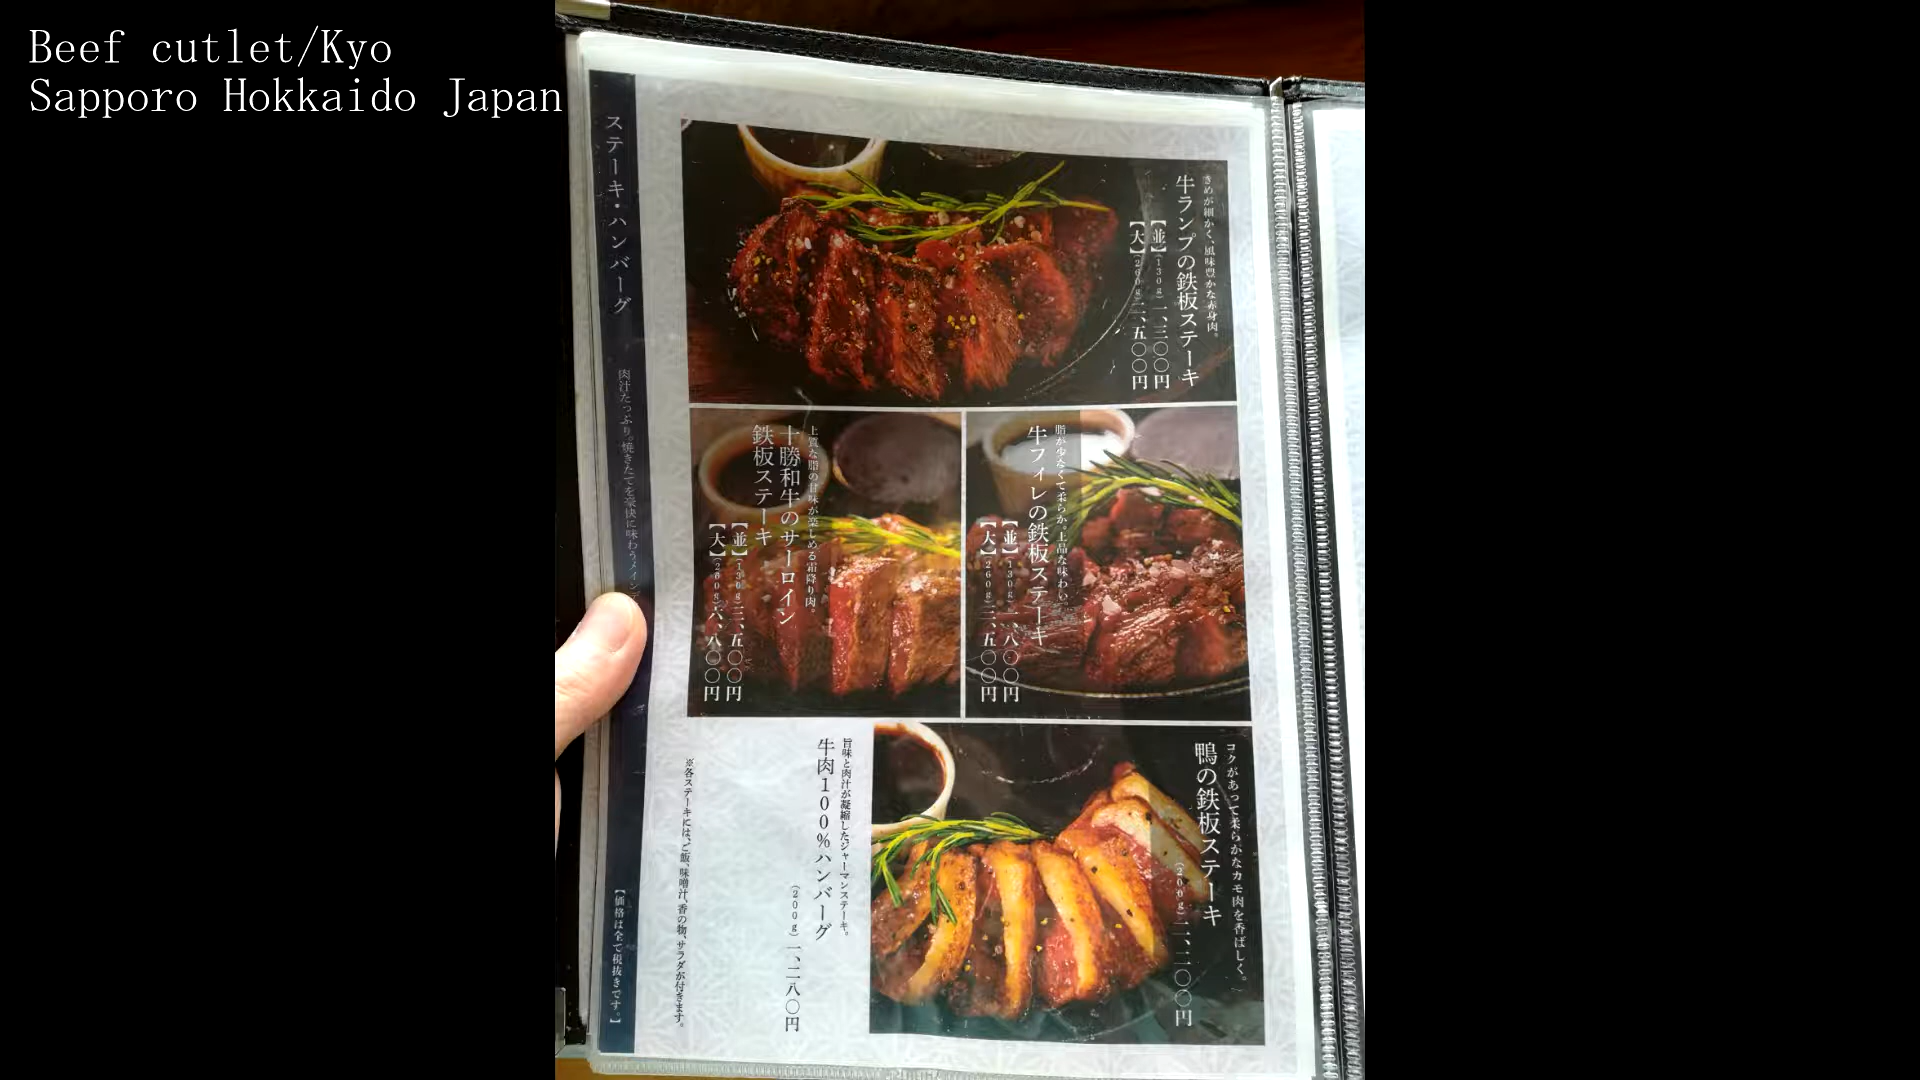 Beef cutlet/Kyo
Sapporo Hokkaido Japan
ステーキ・ハンバーグ
肉汁たっぷり。焼きたてを豪快に味わうメイン
【価格は全て税抜きです。】
きめが細かく、風味豊かな赤身肉。
牛ランプの鉄板ステーキ
【並】(130g)一、三〇〇円
【大】(260g)二、五〇〇円
脂が少なくて柔らか。上品な味わい。
牛フィレの鉄板ステーキ
【並】(130g)一、八〇〇円
【大】(260g)三、五〇〇円
上質な脂の甘味が楽しめる霜降り肉。
十勝和牛のサーロイン
鉄板ステーキ
【並】(130g)三、五〇〇円
【大】(260g)六、八〇〇円
コクがあって柔らかなカモ肉を香ばしく。
鴨の鉄板ステーキ
(200g)二、二〇〇円
旨味と肉汁が凝縮したジャーマンステーキ。
牛肉100%ハンバーグ
(200g)一、二八〇円
※各ステーキには、ご飯、味噌汁、香の物、サラダが付きます。